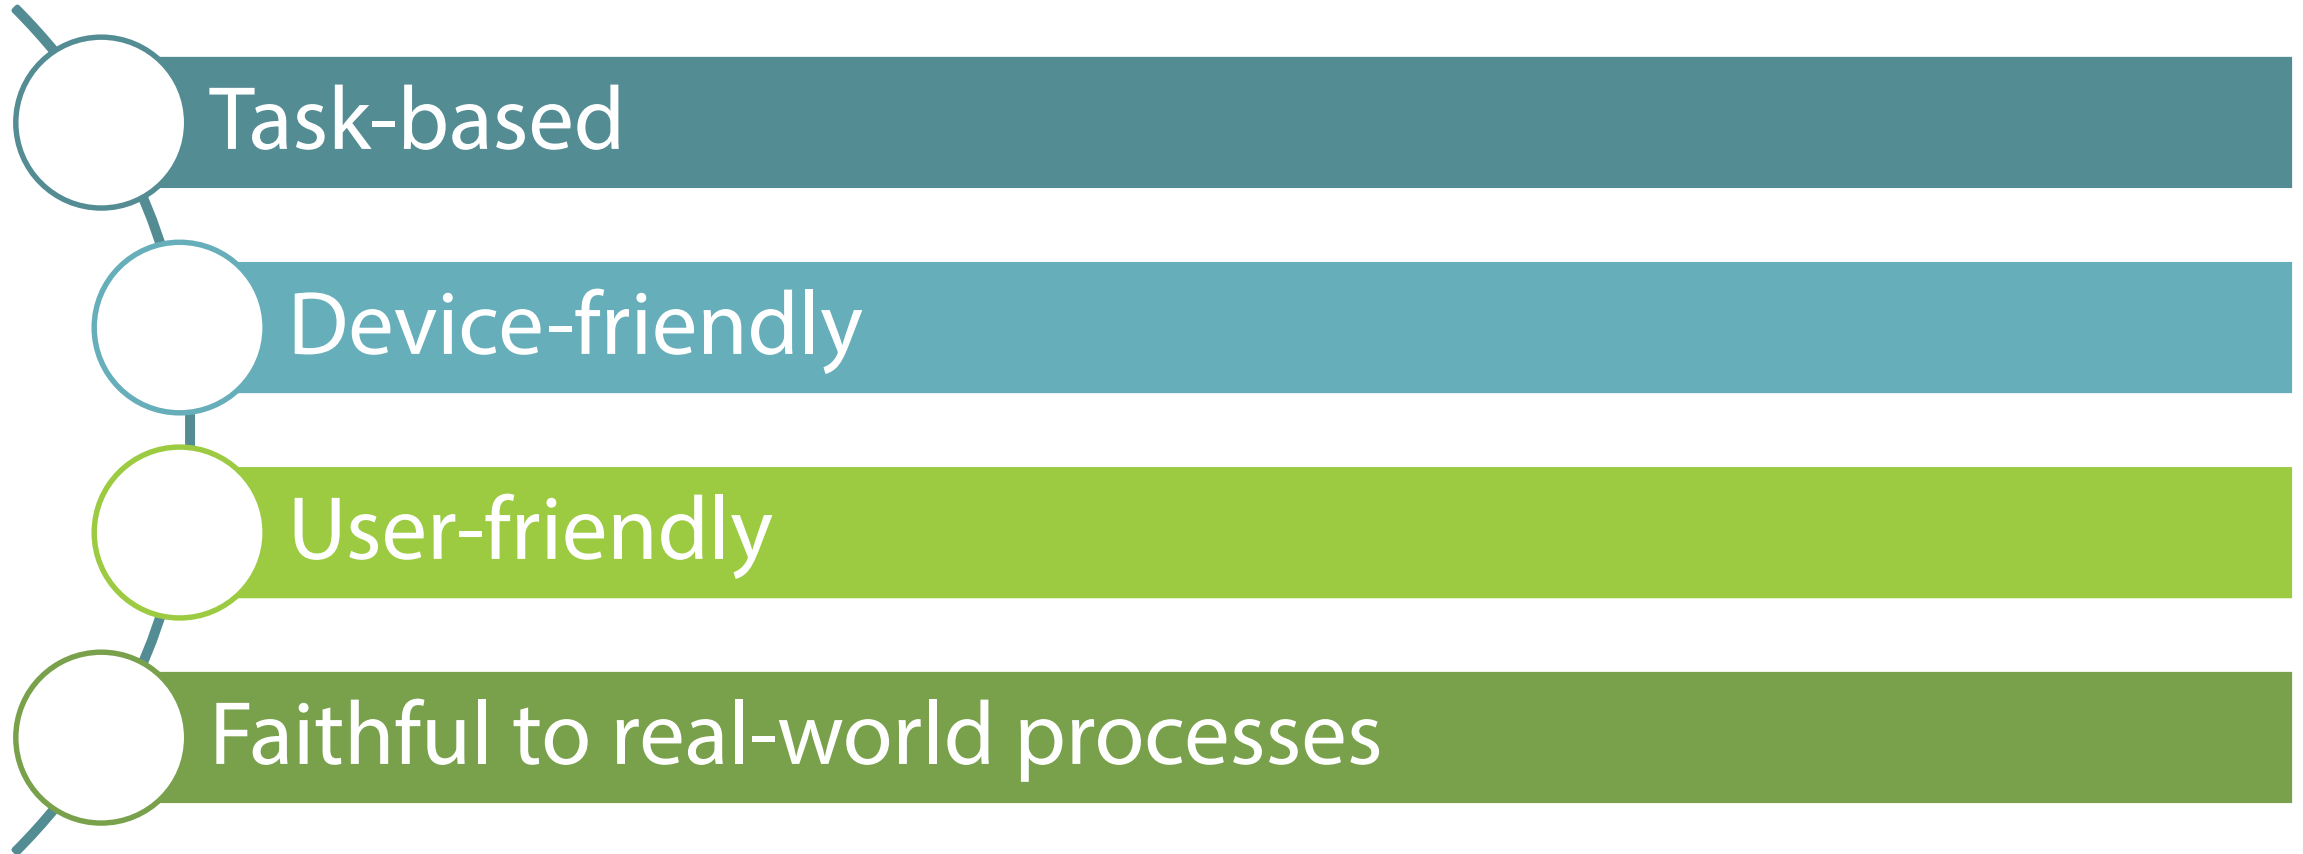 Task-based
Device-friendly
User-friendly
Faithful to real-world processes